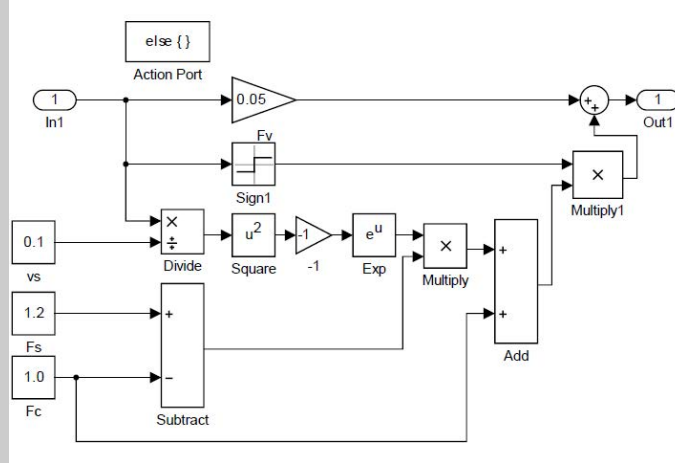 else { }
Action Port
1
In1
0.05
Fv
+
+
1
Out1
Sign1
×
Multiply1
0.1
vs
×
÷
Divide
u²
Square
-1
-1
eᵘ
Exp
×
Multiply
+
+
Add
1.2
Fs
1.0
Fc
+
−
Subtract